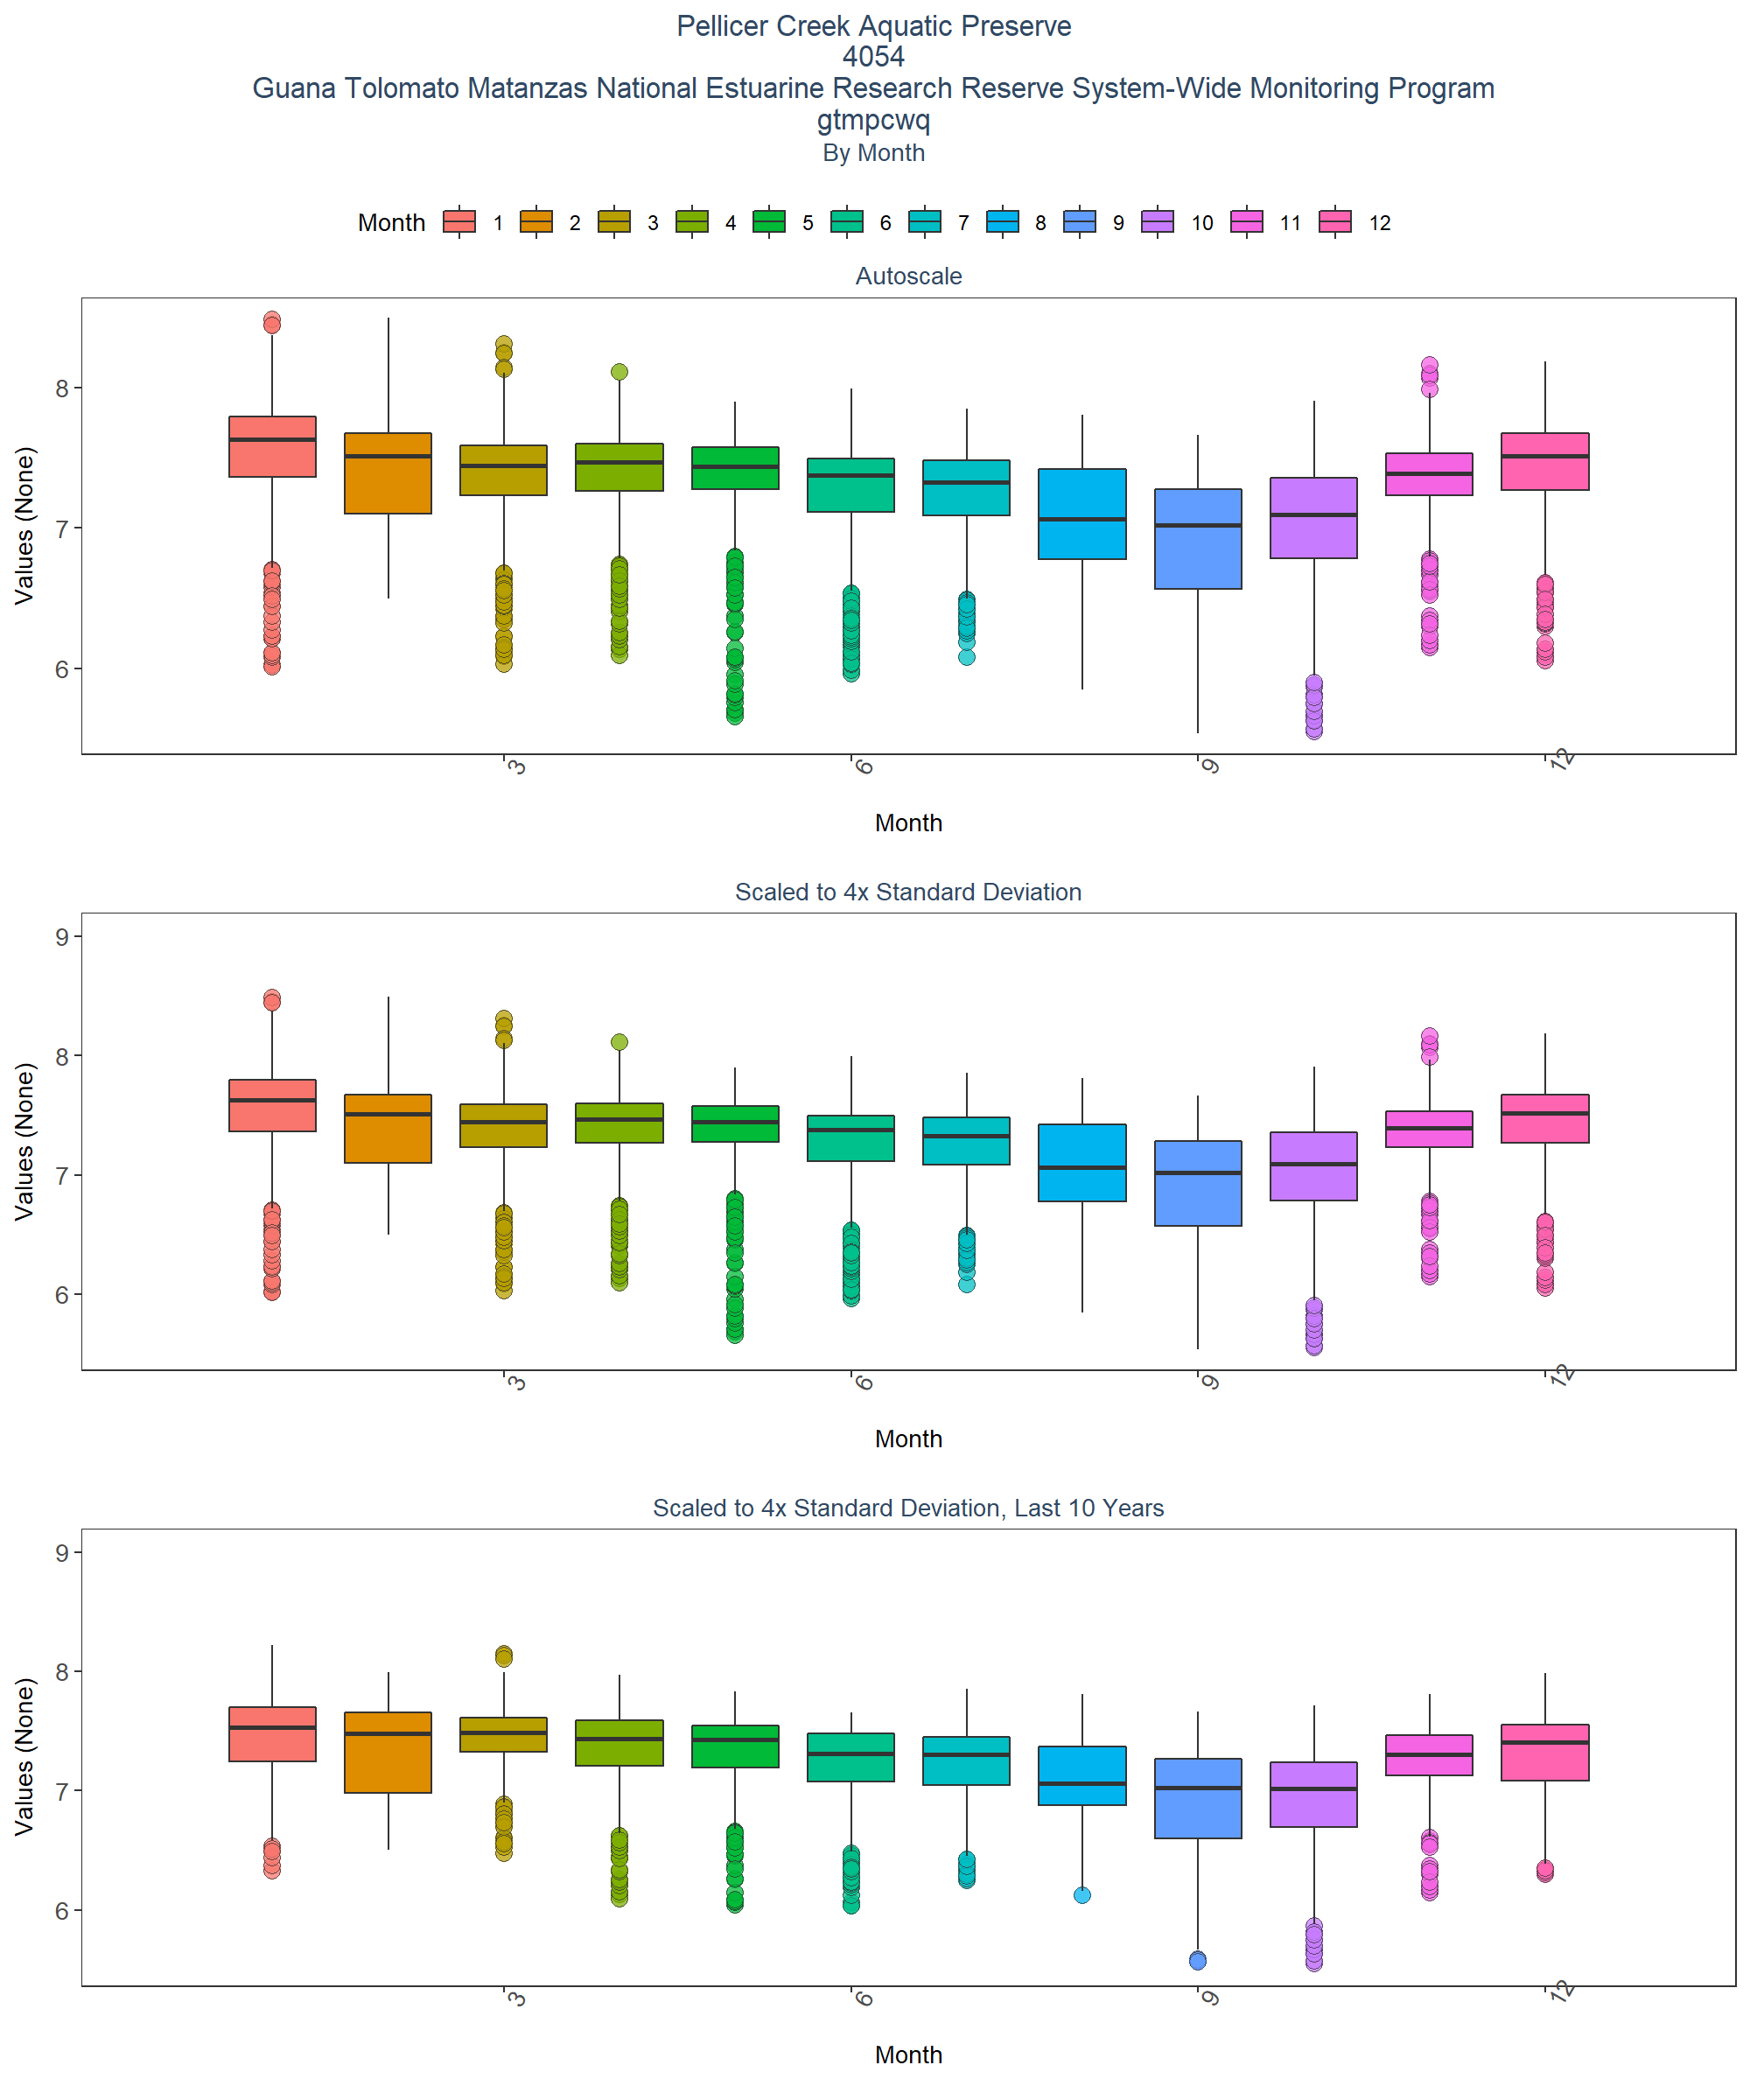 Pellicer Creek Aquatic Preserve
4054
Guana Tolomato Matanzas National Estuarine Research Reserve System-Wide Monitoring Program
gtmpcwq
By Month
Month 1 2 3 4 5 6 7 8 9 10 11 12
Autoscale
Values (None)
8
7
6
3 6 9 12
Month
Scaled to 4x Standard Deviation
Values (None)
9
8
7
6
3 6 9 12
Month
Scaled to 4x Standard Deviation, Last 10 Years
Values (None)
9
8
7
6
3 6 9 12
Month